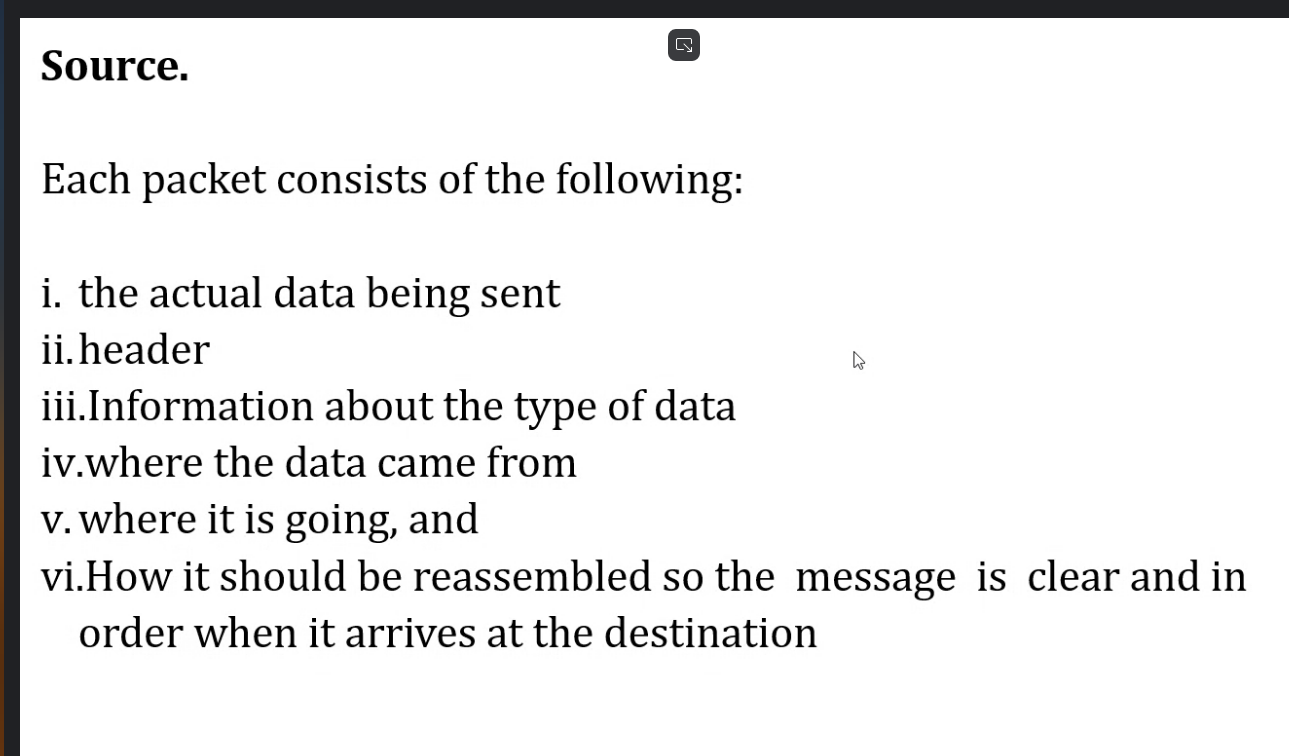 Source.
Each packet consists of the following:
i. the actual data being sent
ii. header
iii.Information about the type of data
iv.where the data came from
v. where it is going, and
vi.How it should be reassembled so the message is clear and in
order when it arrives at the destination